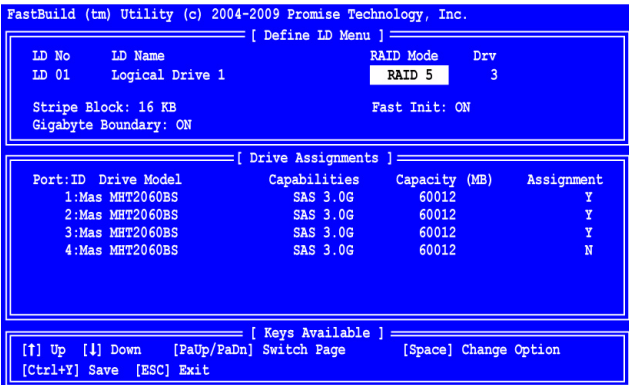 FastBuild (tm) Utility (c) 2004-2009 Promise Technology, Inc.
[ Define LD Menu ]
LD No LD Name RAID Mode Drv
LD 01 Logical Drive 1 RAID 5 3
Stripe Block: 16 KB Fast Init: ON
Gigabyte Boundary: ON
[ Drive Assignments ]
Port:ID Drive Model Capabilities Capacity (MB) Assignment
1:Mas MHT2060BS SAS 3.0G 60012 Y
2:Mas MHT2060BS SAS 3.0G 60012 Y
3:Mas MHT2060BS SAS 3.0G 60012 Y
4:Mas MHT2060BS SAS 3.0G 60012 N
[ Keys Available ]
[↑] Up [↓] Down [PaUp/PaDn] Switch Page [Space] Change Option
[Ctrl+Y] Save [ESC] Exit